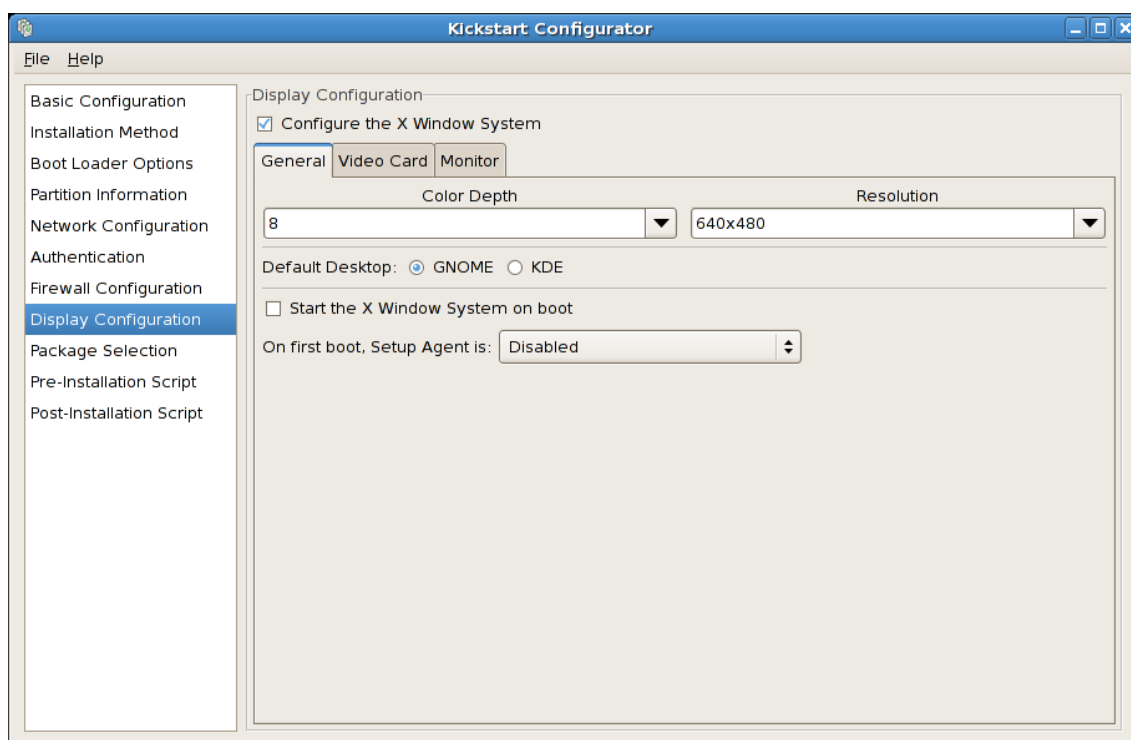 Kickstart Configurator
File Help
Basic Configuration
Installation Method
Boot Loader Options
Partition Information
Network Configuration
Authentication
Firewall Configuration
Display Configuration
Package Selection
Pre-Installation Script
Post-Installation Script
Display Configuration
Configure the X Window System
General Video Card Monitor
Color Depth Resolution
8 640x480
Default Desktop: GNOME KDE
Start the X Window System on boot
On first boot, Setup Agent is: Disabled